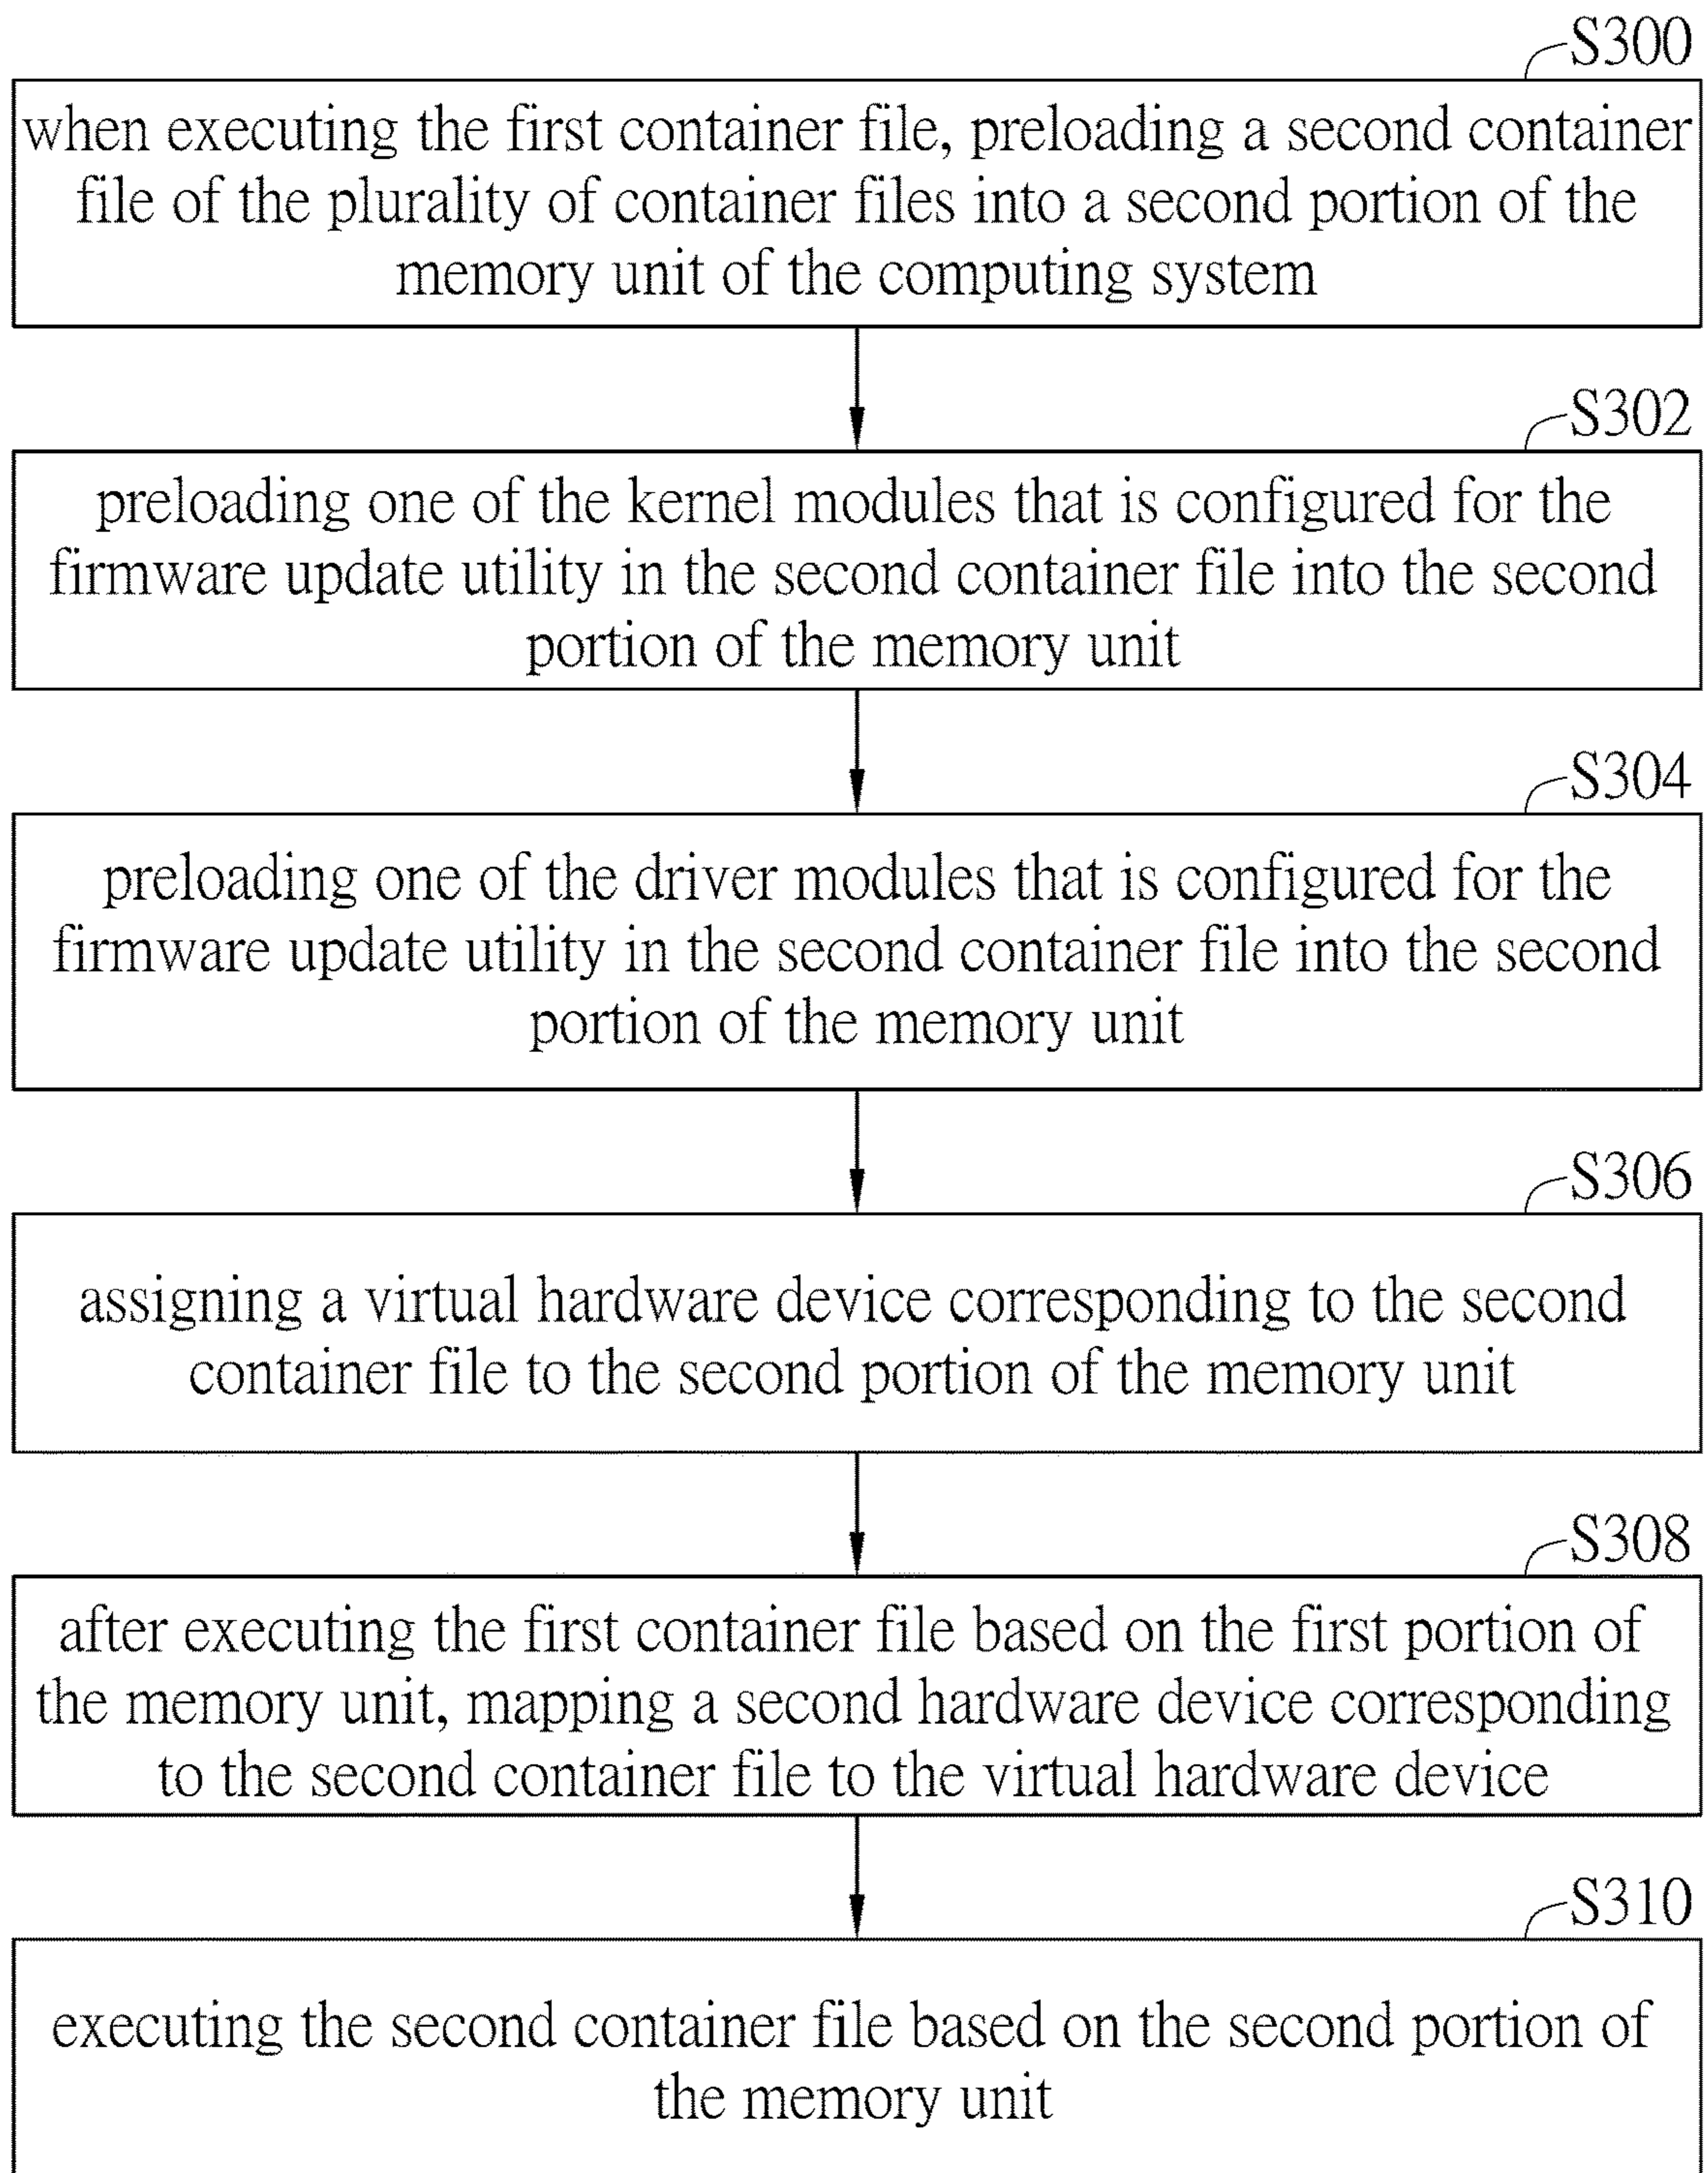 S300
when executing the first container file, preloading a second container
file of the plurality of container files into a second portion of the
memory unit of the computing system
S302
preloading one of the kernel modules that is configured for the
firmware update utility in the second container file into the second
portion of the memory unit
S304
preloading one of the driver modules that is configured for the
firmware update utility in the second container file into the second
portion of the memory unit
S306
assigning a virtual hardware device corresponding to the second
container file to the second portion of the memory unit
S308
after executing the first container file based on the first portion of
the memory unit, mapping a second hardware device corresponding
to the second container file to the virtual hardware device
S310
executing the second container file based on the second portion of
the memory unit